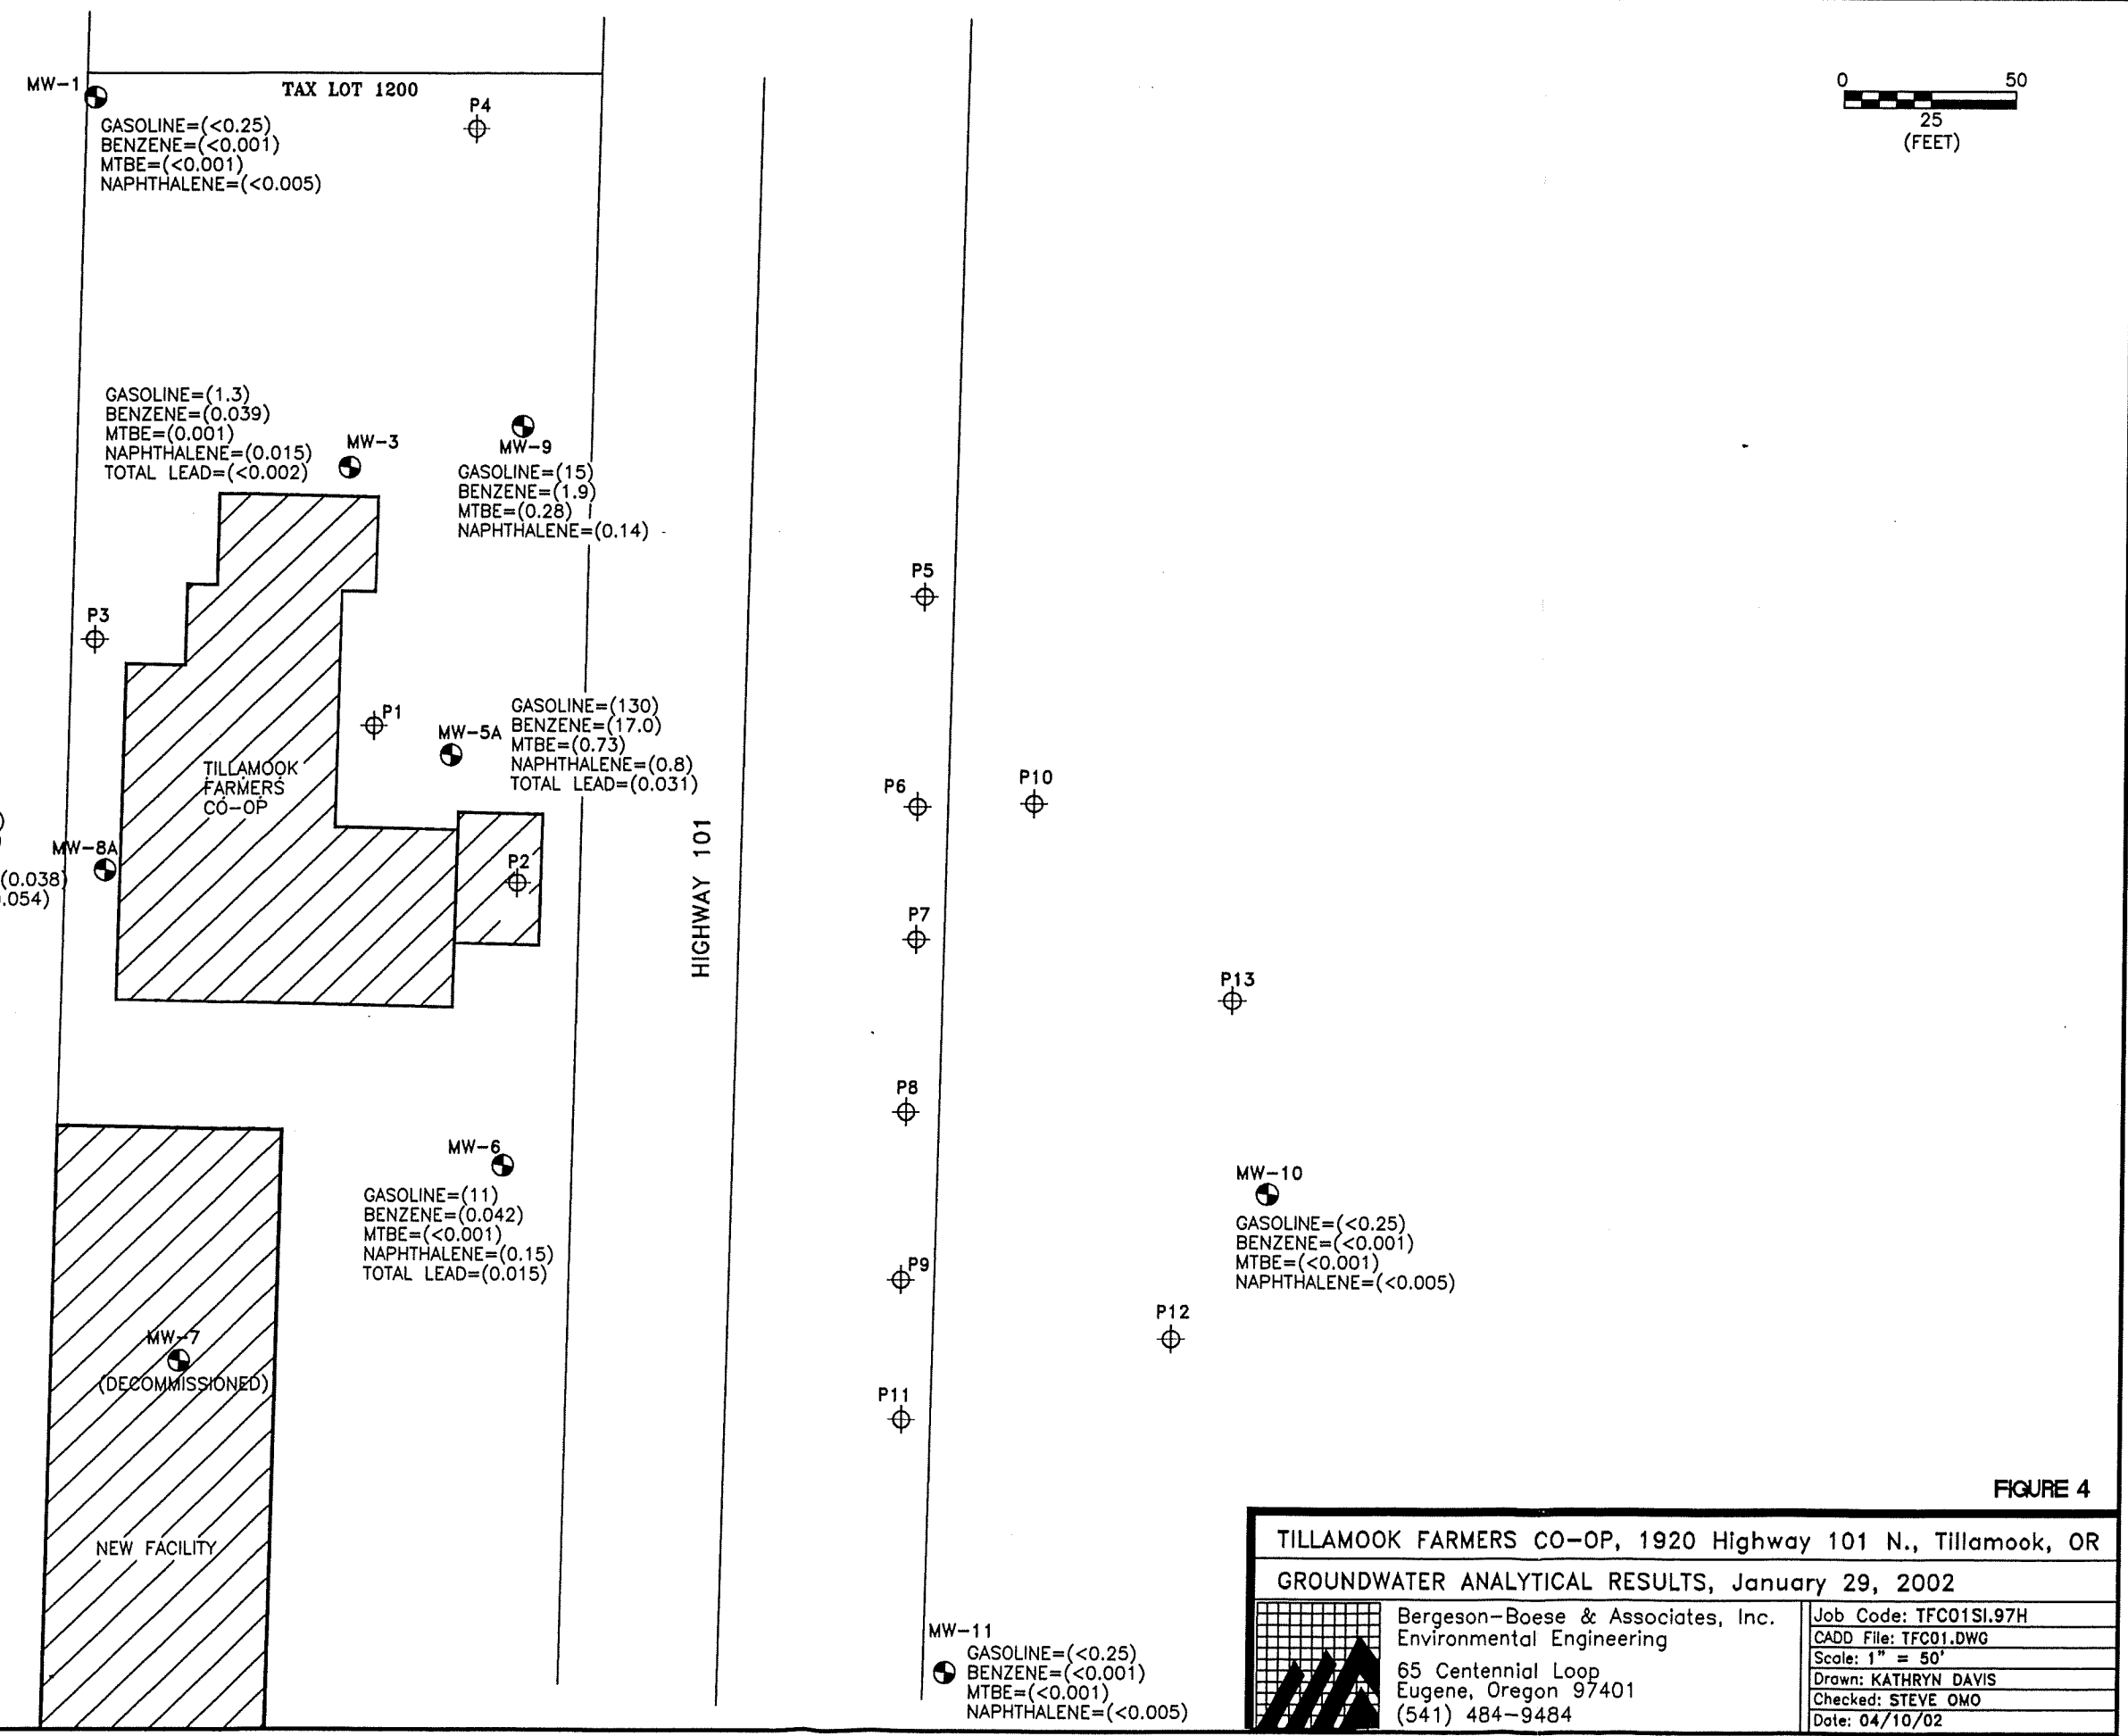 MW-1
TAX LOT 1200
P4
GASOLINE=(<0.25)
BENZENE=(<0.001)
MTBE=(<0.001)
NAPHTHALENE=(<0.005)
0 50
25
(FEET)
GASOLINE=(1.3)
BENZENE=(0.039)
MTBE=(0.001)
NAPHTHALENE=(0.015)
TOTAL LEAD=(<0.002)
MW-3
MW-9
GASOLINE=(15)
BENZENE=(1.9)
MTBE=(0.28)
NAPHTHALENE=(0.14)
P5
P3
P1
MW-5A
GASOLINE=(130)
BENZENE=(17.0)
MTBE=(0.73)
NAPHTHALENE=(0.8)
TOTAL LEAD=(0.031)
TILLAMOOK
FARMERS
CO-OP
P6
P10
HIGHWAY 101
MW-8A
(0.038)
.054)
P2
P7
P13
P8
MW-6
GASOLINE=(11)
BENZENE=(0.042)
MTBE=(<0.001)
NAPHTHALENE=(0.15)
TOTAL LEAD=(0.015)
MW-10
GASOLINE=(<0.25)
BENZENE=(<0.001)
MTBE=(<0.001)
NAPHTHALENE=(<0.005)
P9
P12
MW-7
(DECOMMISSIONED)
P11
NEW FACILITY
MW-11
GASOLINE=(<0.25)
BENZENE=(<0.001)
MTBE=(<0.001)
NAPHTHALENE=(<0.005)
FIGURE 4
TILLAMOOK FARMERS CO-OP, 1920 Highway 101 N., Tillamook, OR
GROUNDWATER ANALYTICAL RESULTS, January 29, 2002
Bergeson-Boese & Associates, Inc.
Environmental Engineering
65 Centennial Loop
Eugene, Oregon 97401
(541) 484-9484
Job Code: TFC01SI.97H
CADD File: TFC01.DWG
Scale: 1" = 50'
Drawn: KATHRYN DAVIS
Checked: STEVE OMO
Date: 04/10/02